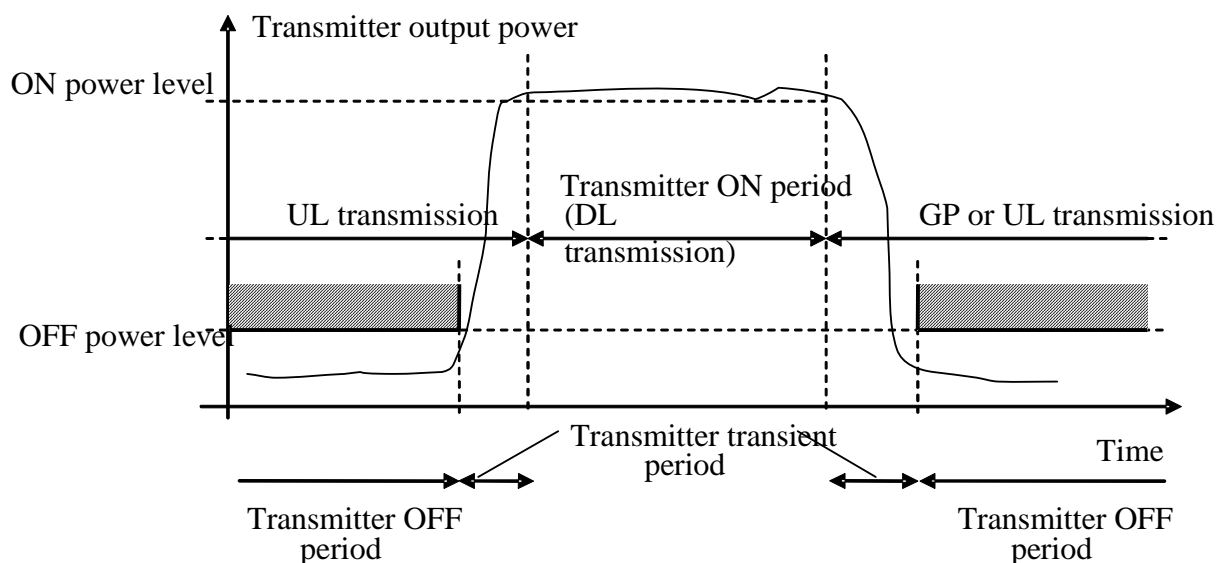 Transmitter output power
ON power level
UL transmission
Transmitter ON period
(DL
transmission)
GP or UL transmission
OFF power level
Transmitter transient
period
Time
Transmitter OFF
period
Transmitter OFF
period